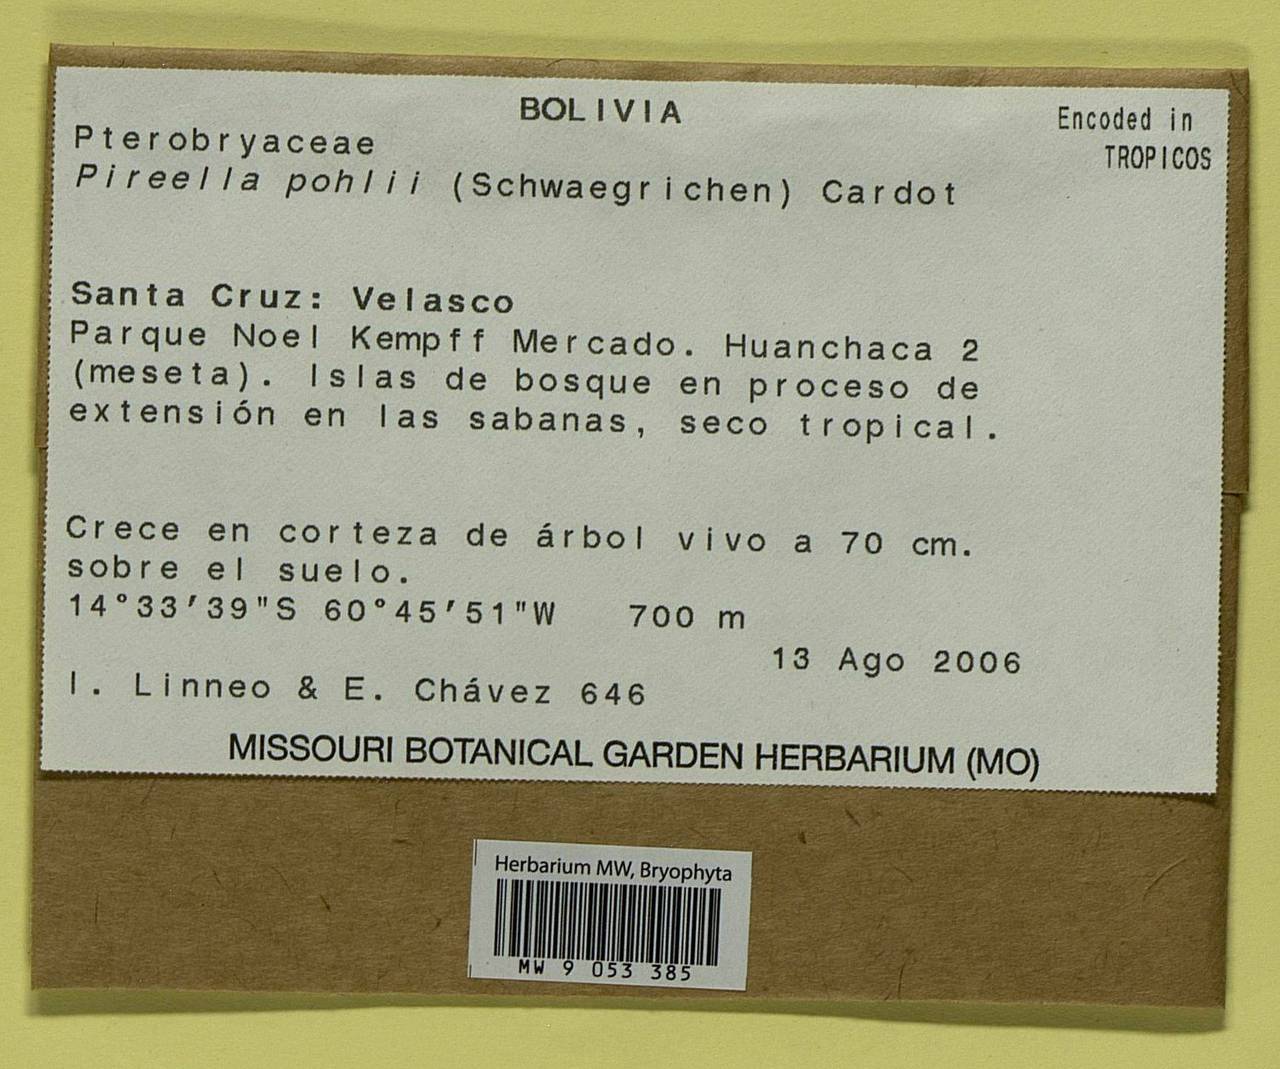 BOLIVIA
Encoded in
TROPICOS
Pterobryaceae
Pireella pohlii (Schwaegrichen) Cardot
Santa Cruz: Velasco
Parque Noel Kempff Mercado. Huanchaca 2
(meseta). Islas de bosque en proceso de
extensión en las sabanas, seco tropical.
Crece en corteza de árbol vivo a 70 cm.
sobre el suelo.
14°33'39"S 60°45'51"W 700 m
13 Ago 2006
I. Linneo & E. Chávez 646
MISSOURI BOTANICAL GARDEN HERBARIUM (MO)
Herbarium MW, Bryophyta
MW 9 053 385